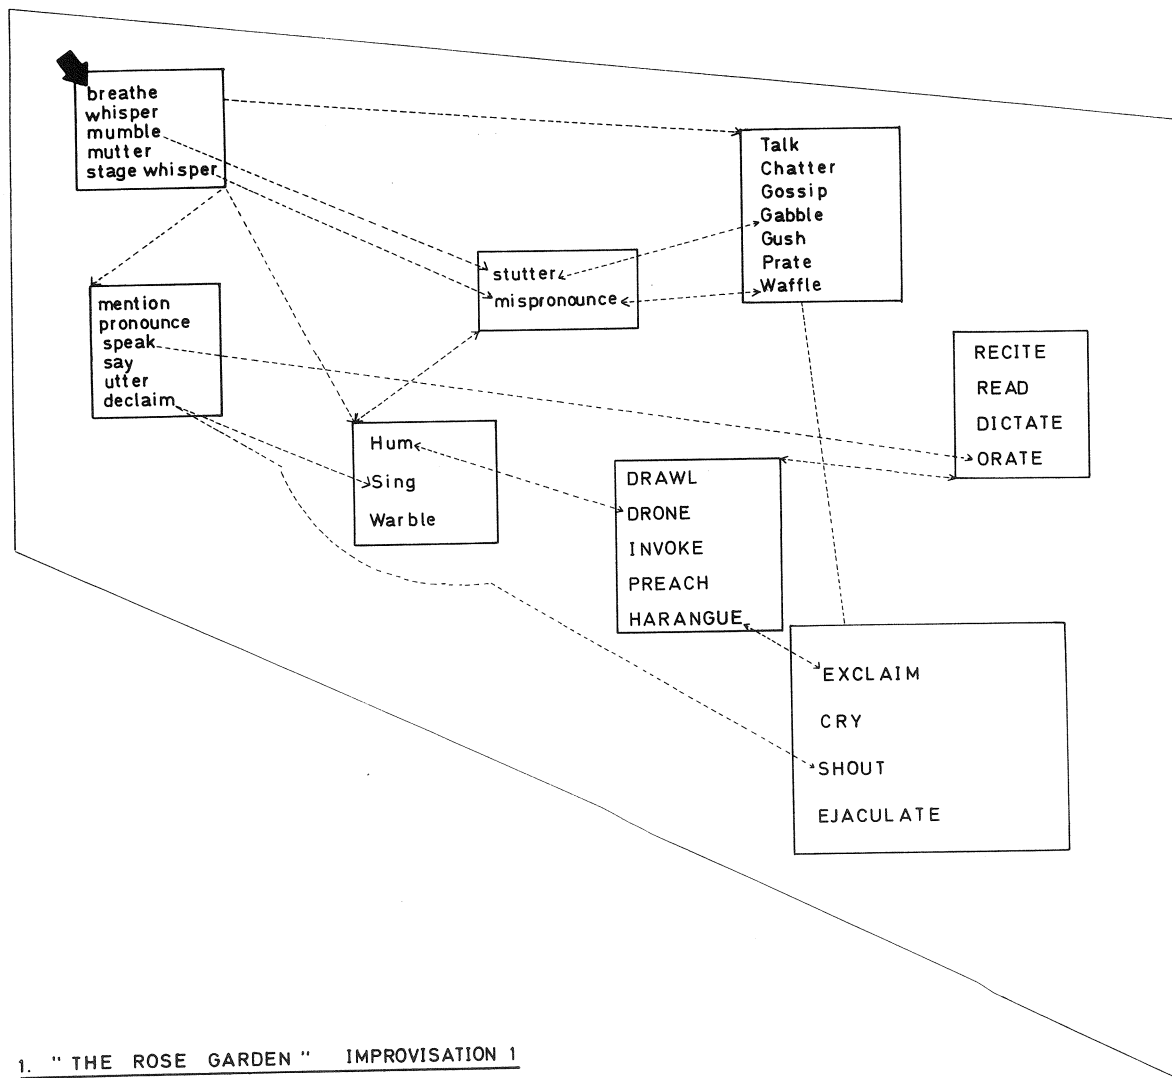 breathe
whisper
mumble
mutter
stage whisper
Talk
Chatter
Gossip
Gabble
Gush
Prate
Waffle
stutter
mispronounce
mention
pronounce
speak
say
utter
declaim
RECITE
READ
DICTATE
ORATE
Hum
Sing
Warble
DRAWL
DRONE
INVOKE
PREACH
HARANGUE
EXCLAIM
CRY
SHOUT
EJACULATE
1. "THE ROSE GARDEN" IMPROVISATION 1